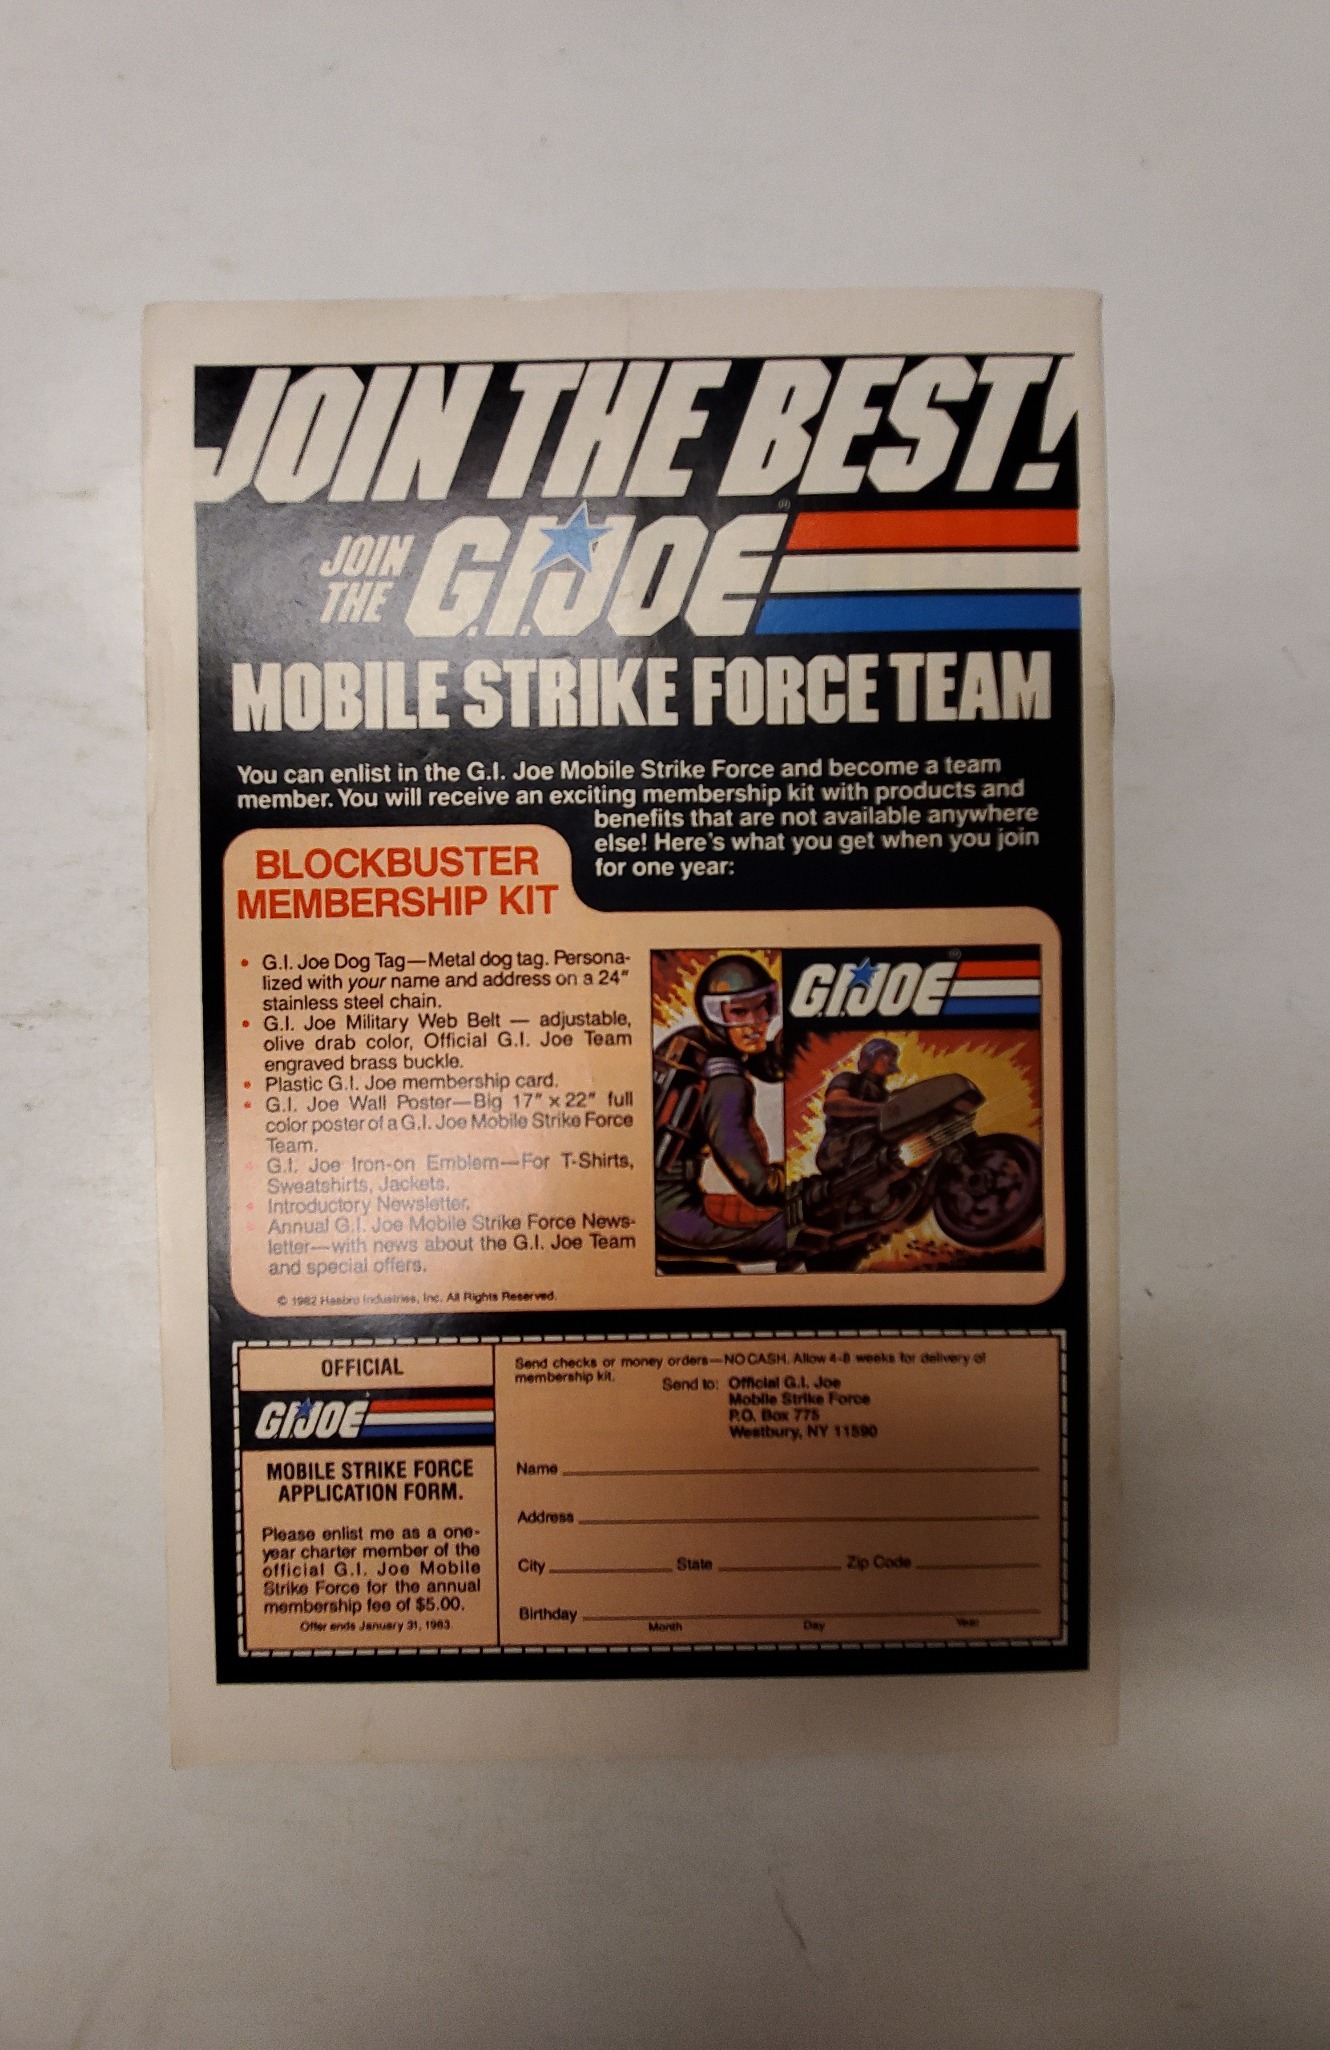 JOIN THE BEST!
JOIN
THE
G.I. JOE®
MOBILE STRIKE FORCE TEAM
You can enlist in the G.I. Joe Mobile Strike Force and become a team
member. You will receive an exciting membership kit with products and
benefits that are not available anywhere
else! Here's what you get when you join
for one year:
BLOCKBUSTER
MEMBERSHIP KIT
• G.I. Joe Dog Tag—Metal dog tag. Persona-
lized with your name and address on a 24"
stainless steel chain.
• G.I. Joe Military Web Belt — adjustable,
olive drab color, Official G.I. Joe Team
engraved brass buckle.
• Plastic G.I. Joe membership card.
• G.I. Joe Wall Poster—Big 17" x 22" full
color poster of a G.I. Joe Mobile Strike Force
Team.
• G.I. Joe Iron-on Emblem—For T-Shirts,
Sweatshirts, Jackets.
• Introductory Newsletter.
• Annual G.I. Joe Mobile Strike Force News-
letter—with news about the G.I. Joe Team
and special offers.
© 1982 Hasbro Industries, Inc. All Rights Reserved.
G.I. JOE®
OFFICIAL
G.I. JOE
MOBILE STRIKE FORCE
APPLICATION FORM.
Please enlist me as a one-
year charter member of the
official G.I. Joe Mobile
Strike Force for the annual
membership fee of $5.00.
Offer ends January 31, 1983
Send checks or money orders—NO CASH. Allow 4-8 weeks for delivery of
membership kit.
Send to: Official G.I. Joe
Mobile Strike Force
P.O. Box 775
Westbury, NY 11590
Name
Address
City State Zip Code
Birthday
Month Day Year